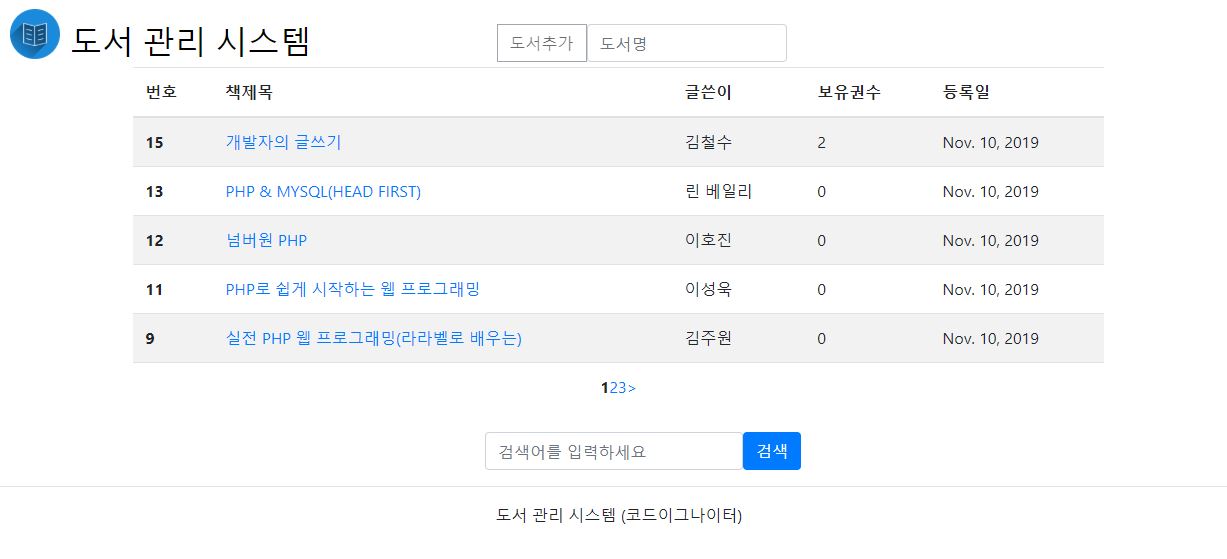 도서 관리 시스템 도서추가 도서명
번호 책제목 글쓴이 보유권수 등록일
15 개발자의 글쓰기 김철수 2 Nov. 10, 2019
13 PHP & MYSQL(HEAD FIRST) 린 베일리 0 Nov. 10, 2019
12 넘버원 PHP 이호진 0 Nov. 10, 2019
11 PHP로 쉽게 시작하는 웹 프로그래밍 이성욱 0 Nov. 10, 2019
9 실전 PHP 웹 프로그래밍(라라벨로 배우는) 김주원 0 Nov. 10, 2019
123>
검색어를 입력하세요 검색
도서 관리 시스템 (코드이그나이터)